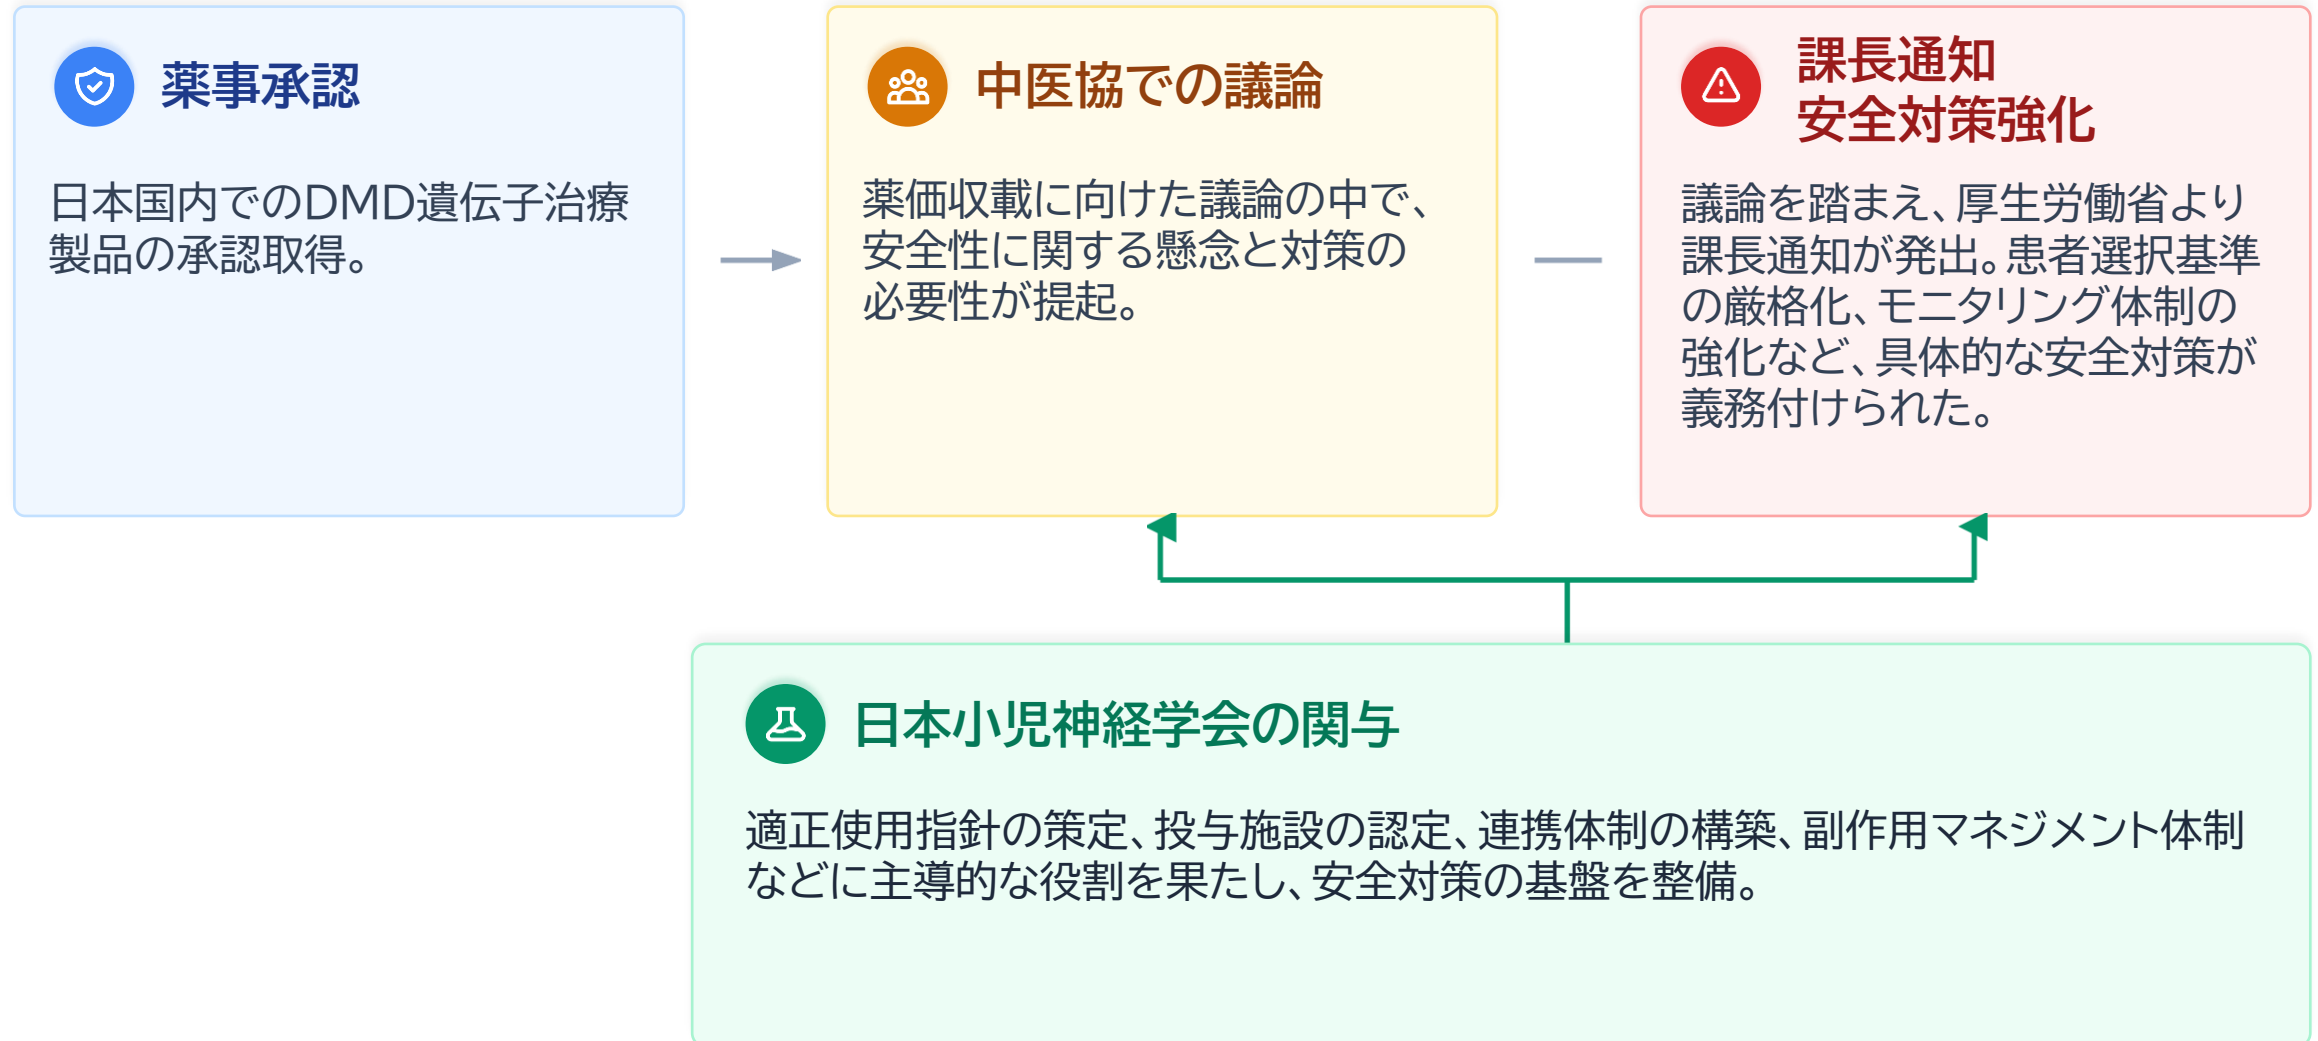 薬事承認
日本国内でのDMD遺伝子治療
製品の承認取得。
中医協での議論
薬価収載に向けた議論の中で、
安全性に関する懸念と対策の
必要性が提起。
課長通知
安全対策強化
議論を踏まえ、厚生労働省より
課長通知が発出。患者選択基準
の厳格化、モニタリング体制の
強化など、具体的な安全対策が
義務付けられた。
日本小児神経学会の関与
適正使用指針の策定、投与施設の認定、連携体制の構築、副作用マネジメント体制
などに主導的な役割を果たし、安全対策の基盤を整備。